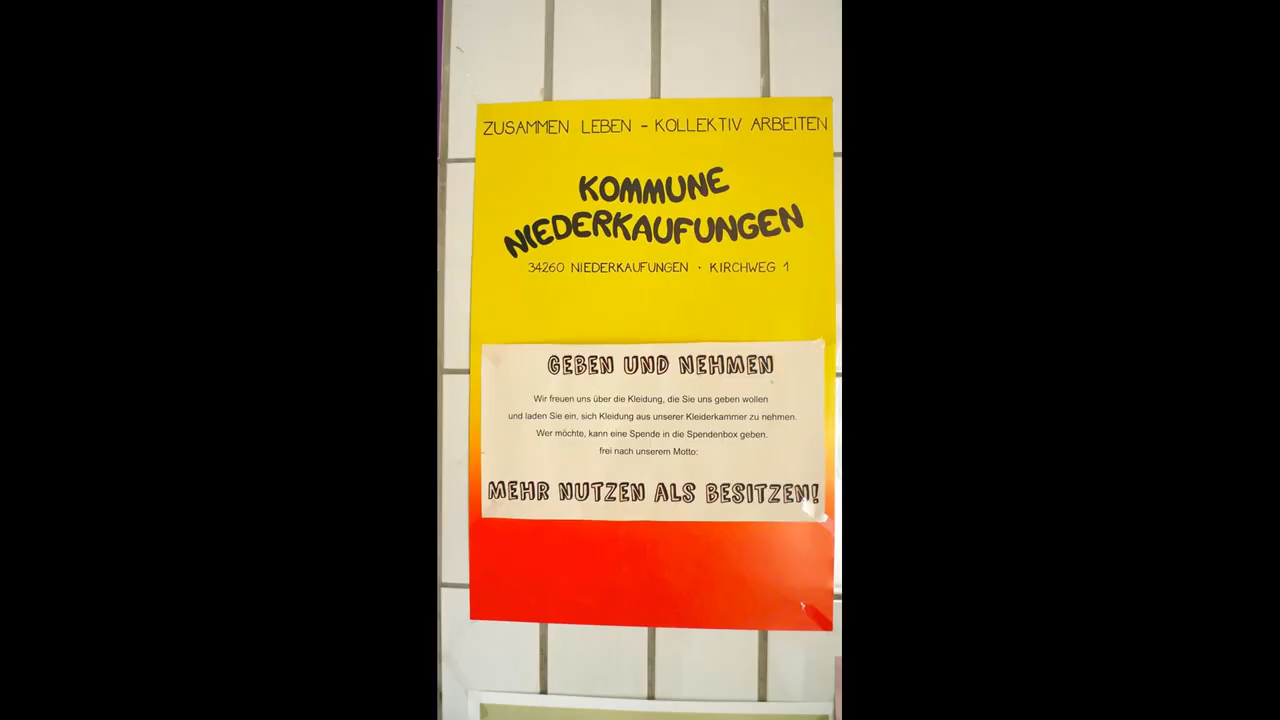 ZUSAMMEN LEBEN - KOLLEKTIV ARBEITEN
KOMMUNE
NIEDERKAUFUNGEN
34260 NIEDERKAUFUNGEN · KIRCHWEG 1
GEBEN UND NEHMEN
Wir freuen uns über die Kleidung, die Sie uns geben wollen
und laden Sie ein, sich Kleidung aus unserer Kleiderkammer zu nehmen.
Wer möchte, kann eine Spende in die Spendenbox geben.
frei nach unserem Motto:
MEHR NUTZEN ALS BESITZEN!